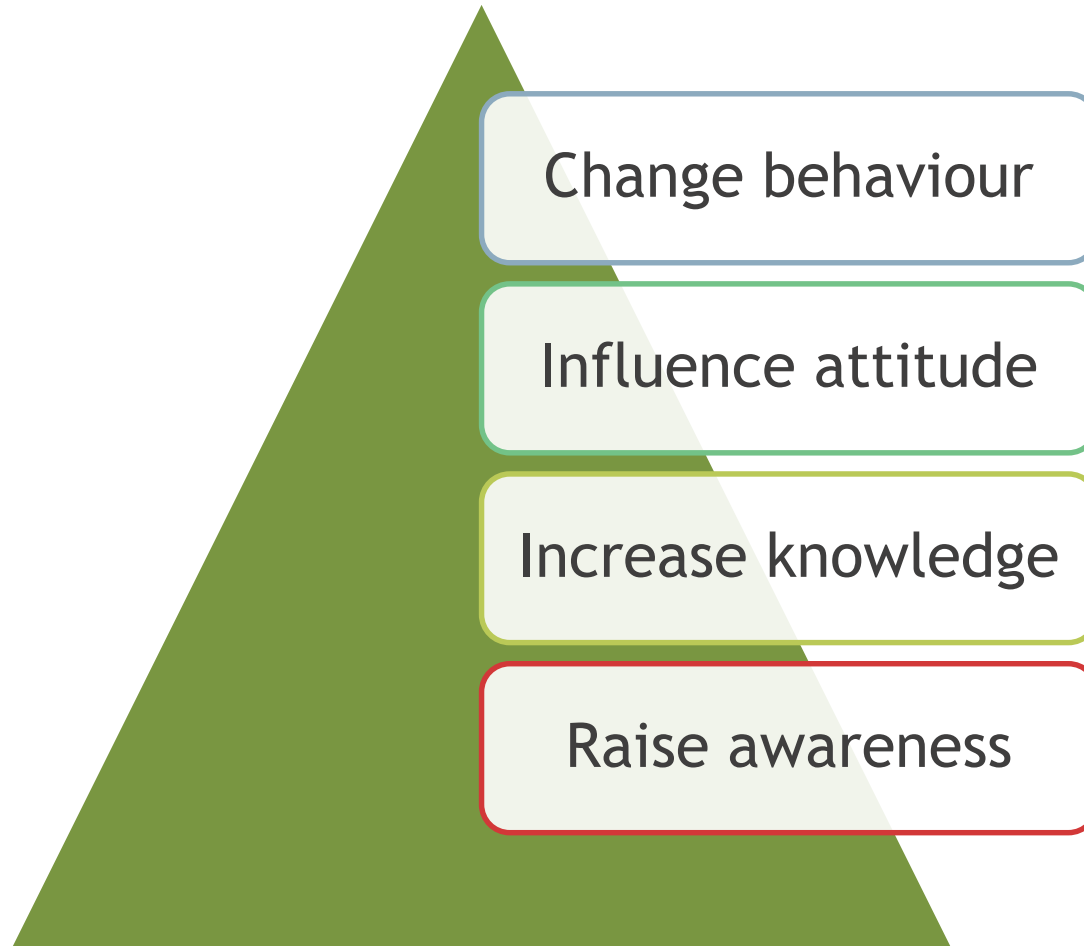 Change behaviour
Influence attitude
Increase knowledge
Raise awareness